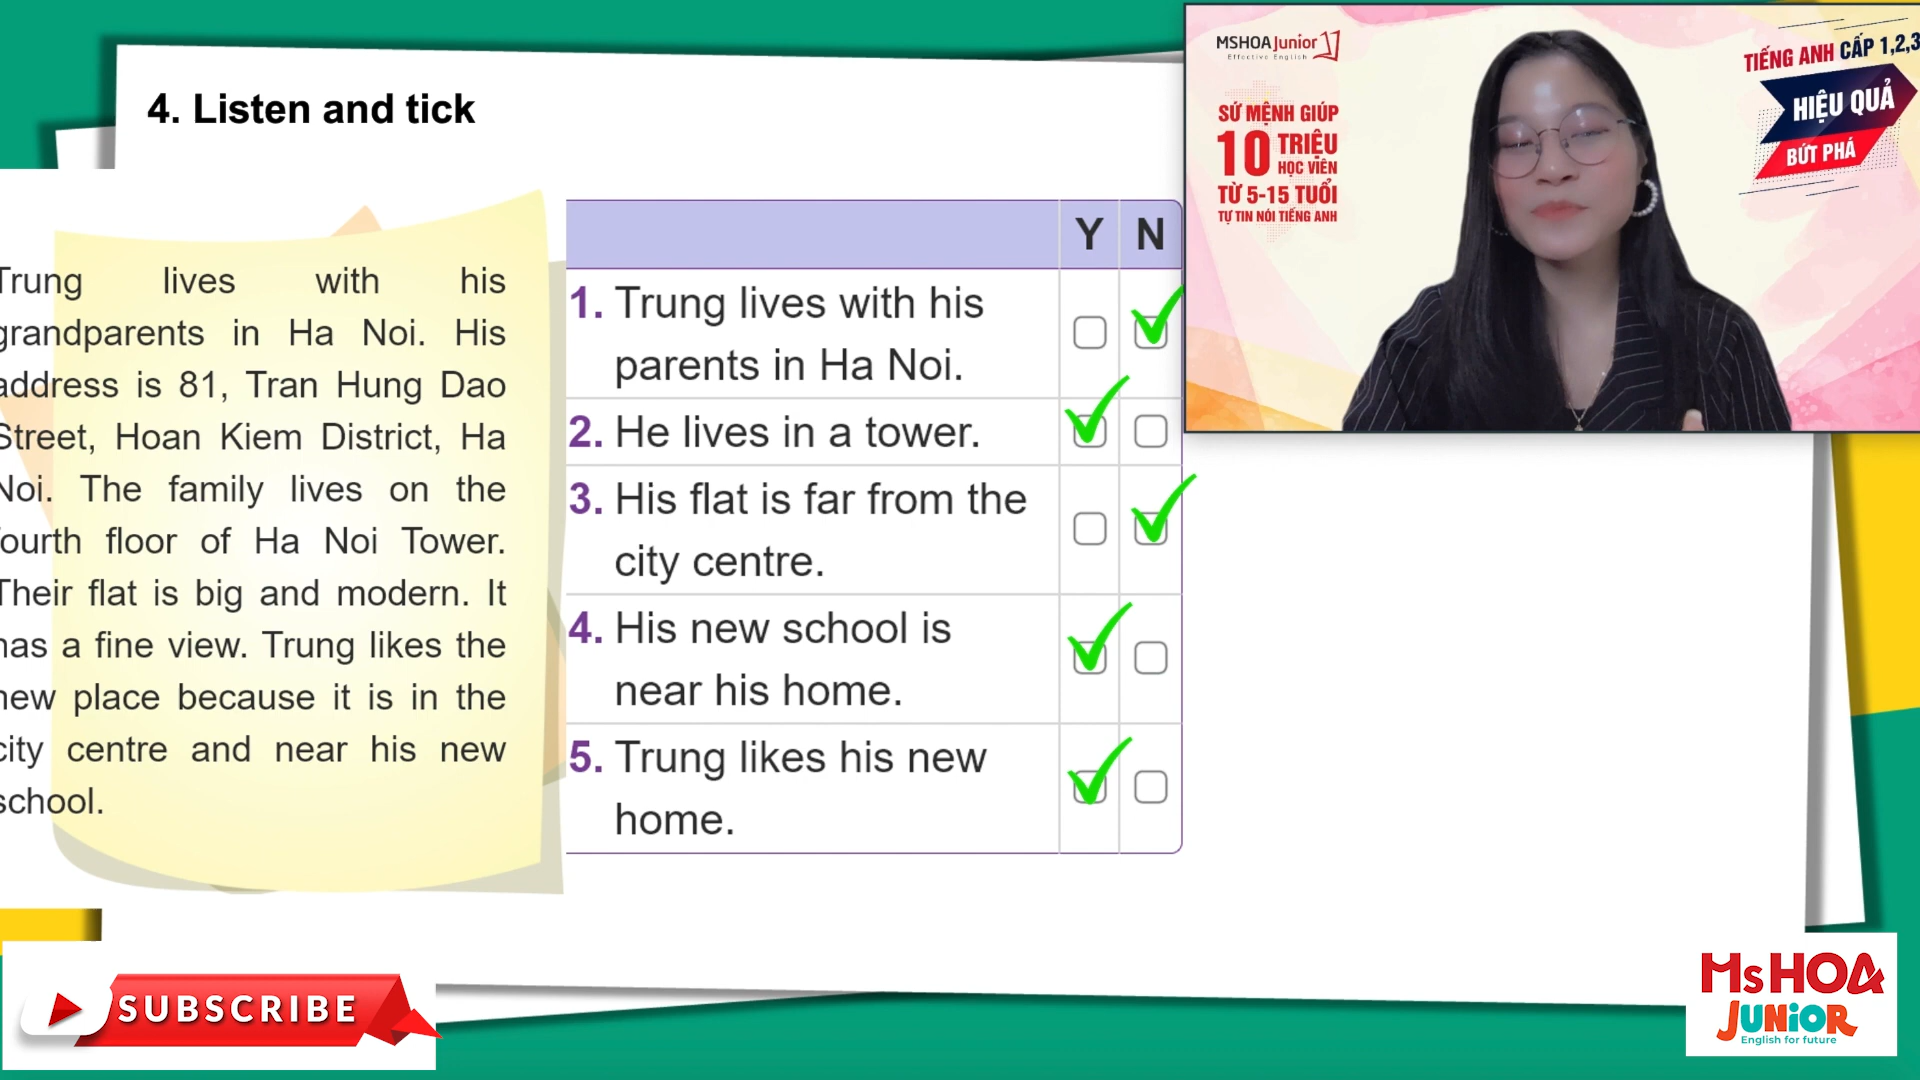 4. Listen and tick
Trung lives with his
grandparents in Ha Noi. His
address is 81, Tran Hung Dao
Street, Hoan Kiem District, Ha
Noi. The family lives on the
fourth floor of Ha Noi Tower.
Their flat is big and modern. It
has a fine view. Trung likes the
new place because it is in the
city centre and near his new
school.
Y N
1. Trung lives with his
parents in Ha Noi.
2. He lives in a tower.
3. His flat is far from the
city centre.
4. His new school is
near his home.
5. Trung likes his new
home.
MSHOA Junior
Effective English
SỨ MỆNH GIÚP
10 TRIỆU
HỌC VIÊN
TỪ 5-15 TUỔI
TỰ TIN NÓI TIẾNG ANH
TIẾNG ANH CẤP 1,2,3
HIỆU QUẢ
BỨT PHÁ
SUBSCRIBE
MS HOA
JUNIOR
English for future